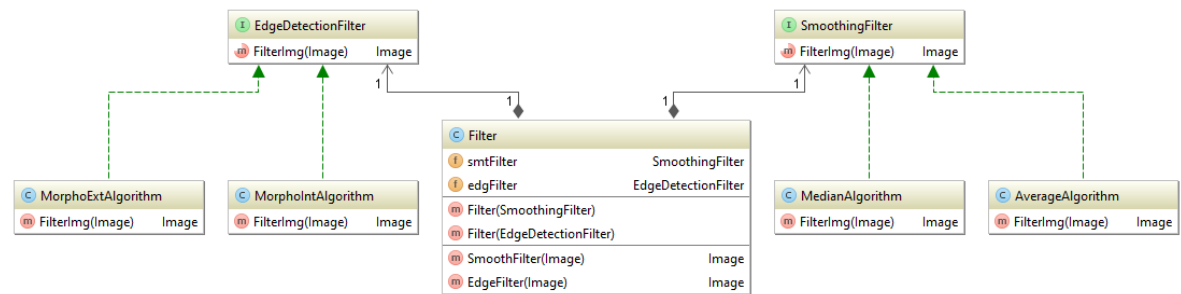 I EdgeDetectionFilter
m FilterImg(Image) Image
I SmoothingFilter
m FilterImg(Image) Image
1
1
1
1
C Filter
f smtFilter SmoothingFilter
f edgFilter EdgeDetectionFilter
m Filter(SmoothingFilter)
m Filter(EdgeDetectionFilter)
m SmoothFilter(Image) Image
m EdgeFilter(Image) Image
C MorphoExtAlgorithm
m FilterImg(Image) Image
C MorphoIntAlgorithm
m FilterImg(Image) Image
C MedianAlgorithm
m FilterImg(Image) Image
C AverageAlgorithm
m FilterImg(Image) Image